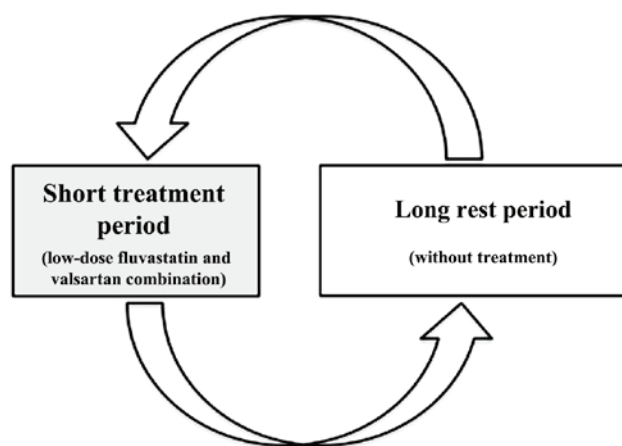 Short treatment
period
(low-dose fluvastatin and
valsartan combination)
Long rest period
(without treatment)